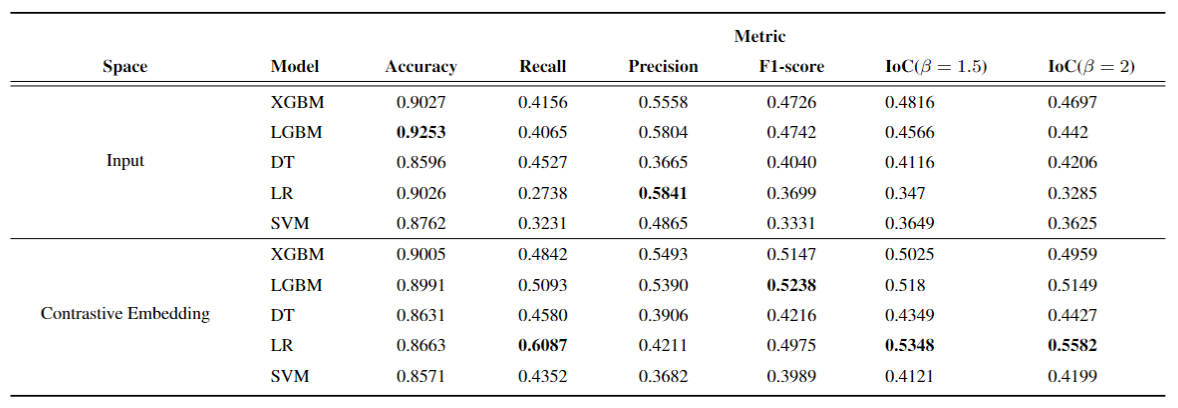 Metric
Space Model Accuracy Recall Precision F1-score IoC(β = 1.5) IoC(β = 2)
XGBM 0.9027 0.4156 0.5558 0.4726 0.4816 0.4697
LGBM 0.9253 0.4065 0.5804 0.4742 0.4566 0.442
Input DT 0.8596 0.4527 0.3665 0.4040 0.4116 0.4206
LR 0.9026 0.2738 0.5841 0.3699 0.347 0.3285
SVM 0.8762 0.3231 0.4865 0.3331 0.3649 0.3625
XGBM 0.9005 0.4842 0.5493 0.5147 0.5025 0.4959
LGBM 0.8991 0.5093 0.5390 0.5238 0.518 0.5149
Contrastive Embedding DT 0.8631 0.4580 0.3906 0.4216 0.4349 0.4427
LR 0.8663 0.6087 0.4211 0.4975 0.5348 0.5582
SVM 0.8571 0.4352 0.3682 0.3989 0.4121 0.4199